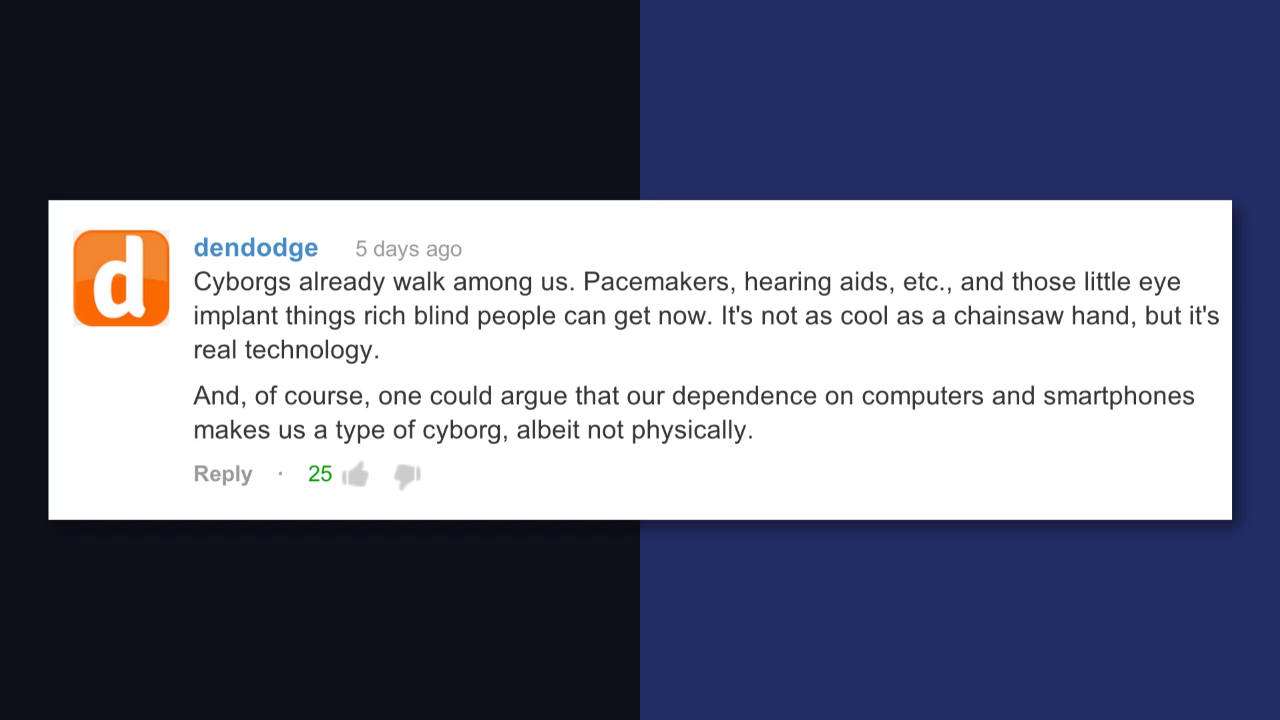 d
dendodge 5 days ago
Cyborgs already walk among us. Pacemakers, hearing aids, etc., and those little eye
implant things rich blind people can get now. It's not as cool as a chainsaw hand, but it's
real technology.
And, of course, one could argue that our dependence on computers and smartphones
makes us a type of cyborg, albeit not physically.
Reply · 25